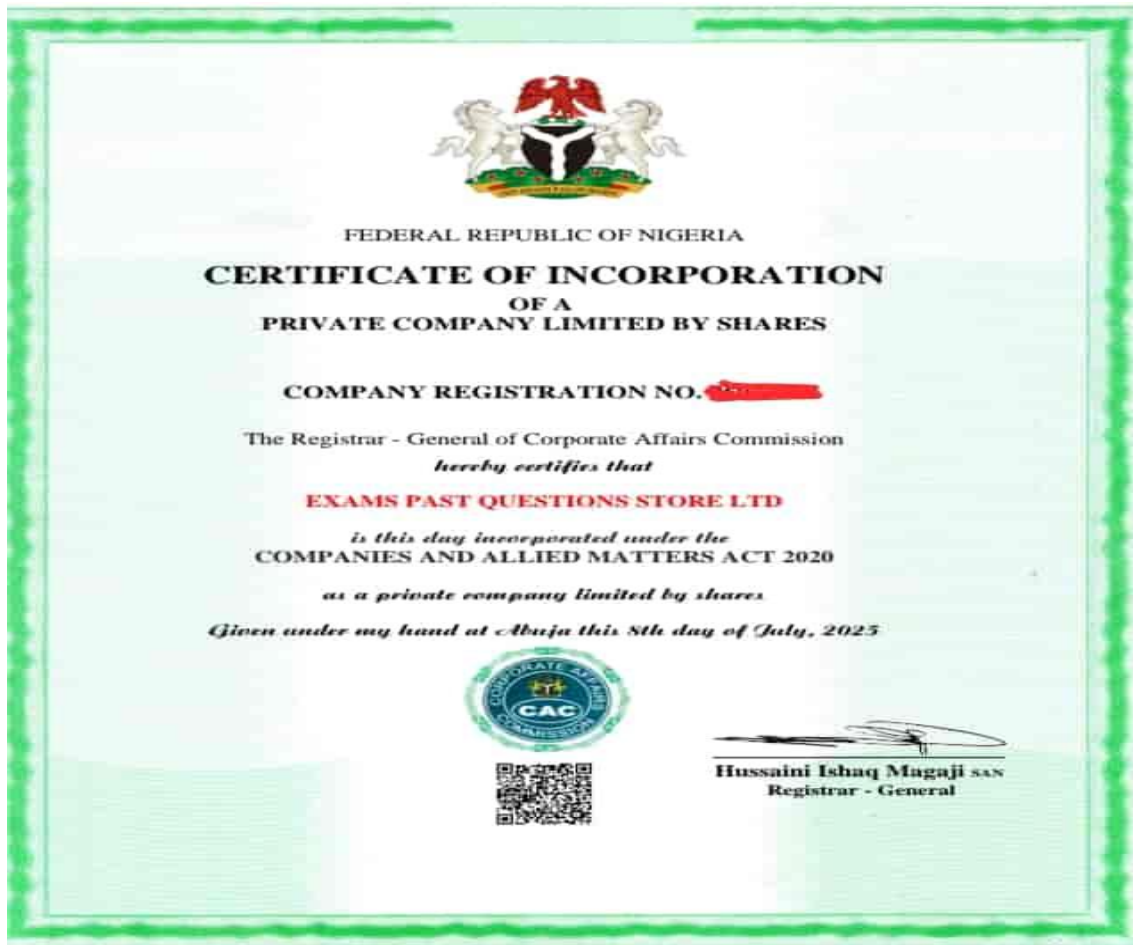 FEDERAL REPUBLIC OF NIGERIA
CERTIFICATE OF INCORPORATION
OF A
PRIVATE COMPANY LIMITED BY SHARES
COMPANY REGISTRATION NO.
The Registrar - General of Corporate Affairs Commission
hereby certifies that
EXAMS PAST QUESTIONS STORE LTD
is this day incorporated under the
COMPANIES AND ALLIED MATTERS ACT 2020
as a private company limited by shares
Given under my hand at Abuja this 8th day of July, 2025
CORPORATE AFFAIRS
CAC
COMMISSION
Hussaini Ishaq Magaji SAN
Registrar - General